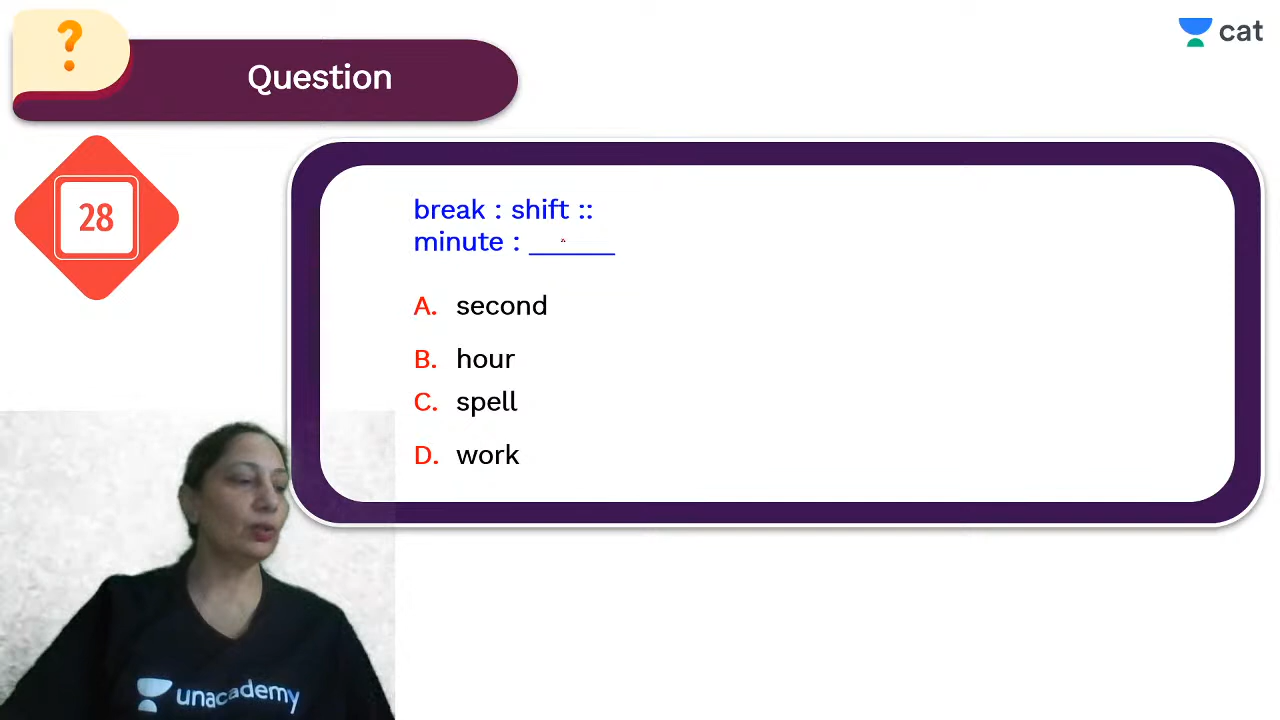 ?
cat
Question
28
break : shift ::
minute : ______
A. second
B. hour
C. spell
D. work
unacademy